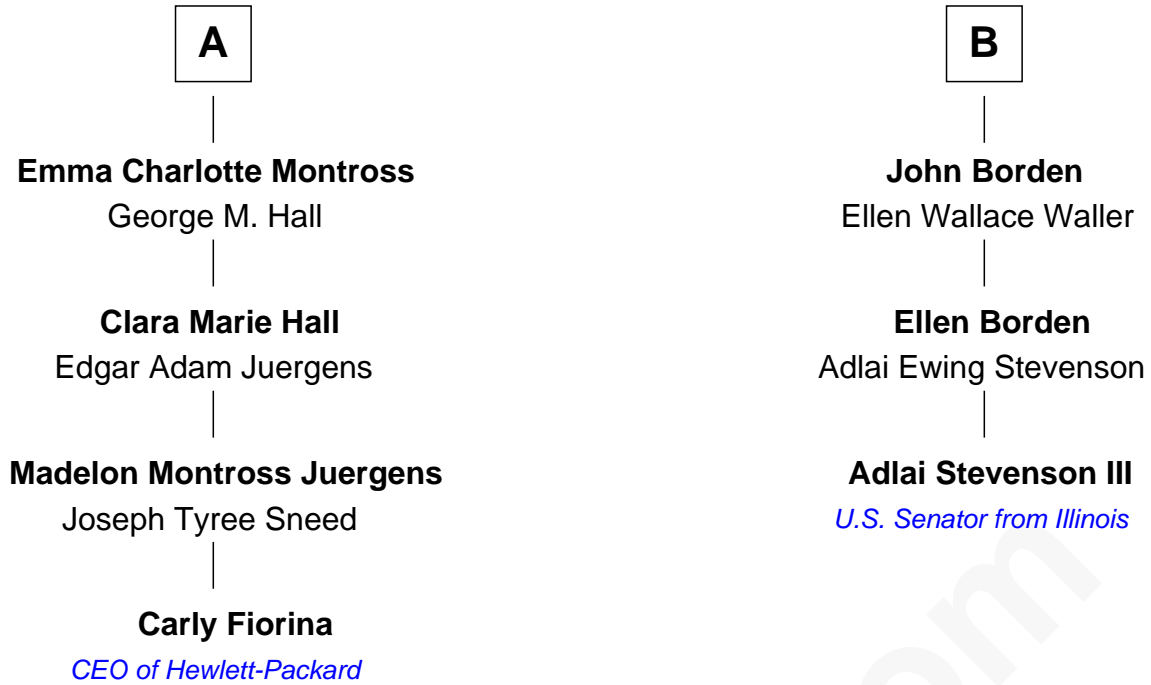 A
Emma Charlotte Montross
George M. Hall
Clara Marie Hall
Edgar Adam Juergens
Madelon Montross Juergens
Joseph Tyree Sneed
Carly Fiorina
CEO of Hewlett-Packard
B
John Borden
Ellen Wallace Waller
Ellen Borden
Adlai Ewing Stevenson
Adlai Stevenson III
U.S. Senator from Illinois
om